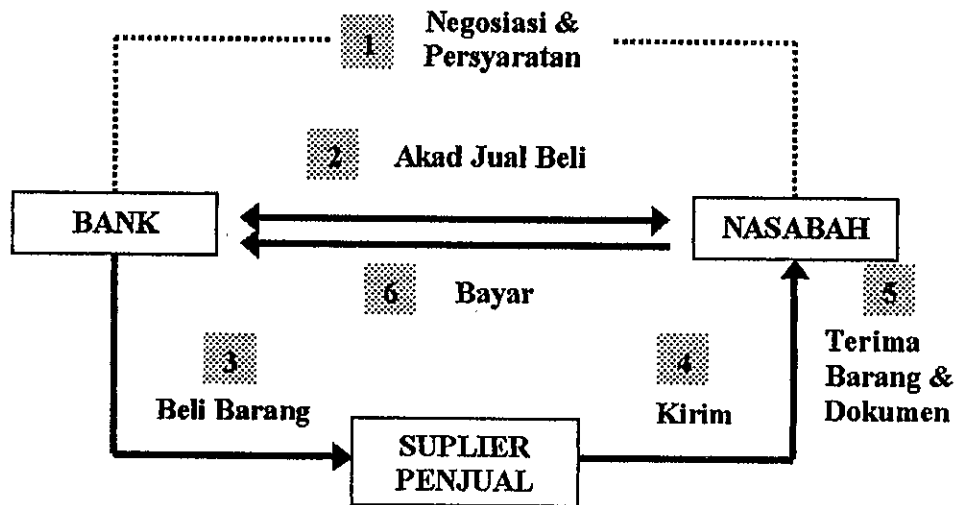 1 Negosiasi &
Persyaratan
2 Akad Jual Beli
BANK
NASABAH
6 Bayar
5
Terima
Barang &
Dokumen
3
Beli Barang
4
Kirim
SUPLIER
PENJUAL